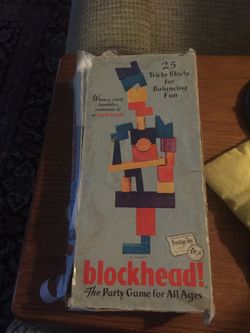 25
Tricky Blocks
for
Balancing
Fun
When a stack
tumbles,
someone is
a blockhead!
blockhead!
The Party Game for All Ages